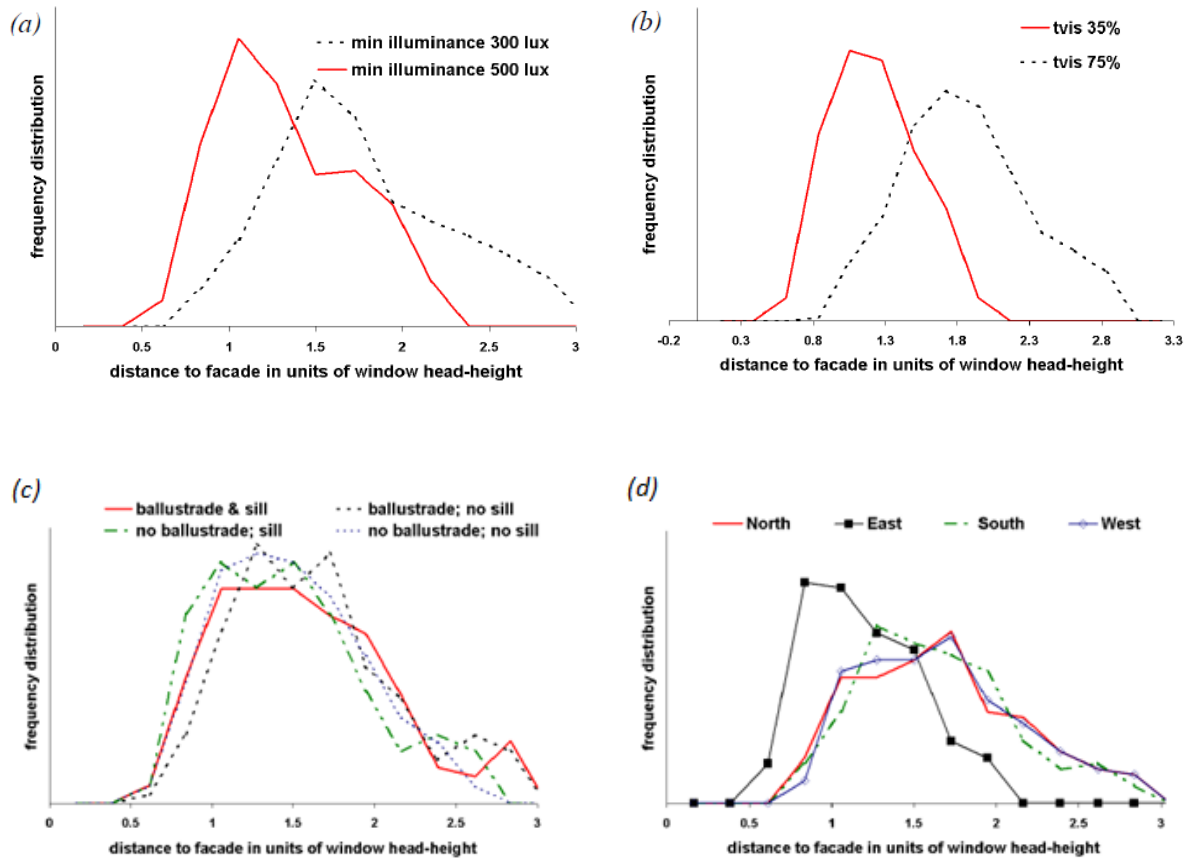 (a)
min illuminance 300 lux
min illuminance 500 lux
frequency distribution
0 0.5 1 1.5 2 2.5 3
distance to facade in units of window head-height
(b)
tvis 35%
tvis 75%
frequency distribution
-0.2 0.3 0.8 1.3 1.8 2.3 2.8 3.3
distance to facade in units of window head-height
(c)
ballustrade & sill ballustrade; no sill
no ballustrade; sill no ballustrade; no sill
frequency distribution
0 0.5 1 1.5 2 2.5 3
distance to facade in units of window head-height
(d)
North East South West
frequency distribution
0 0.5 1 1.5 2 2.5 3
distance to facade in units of window head-height